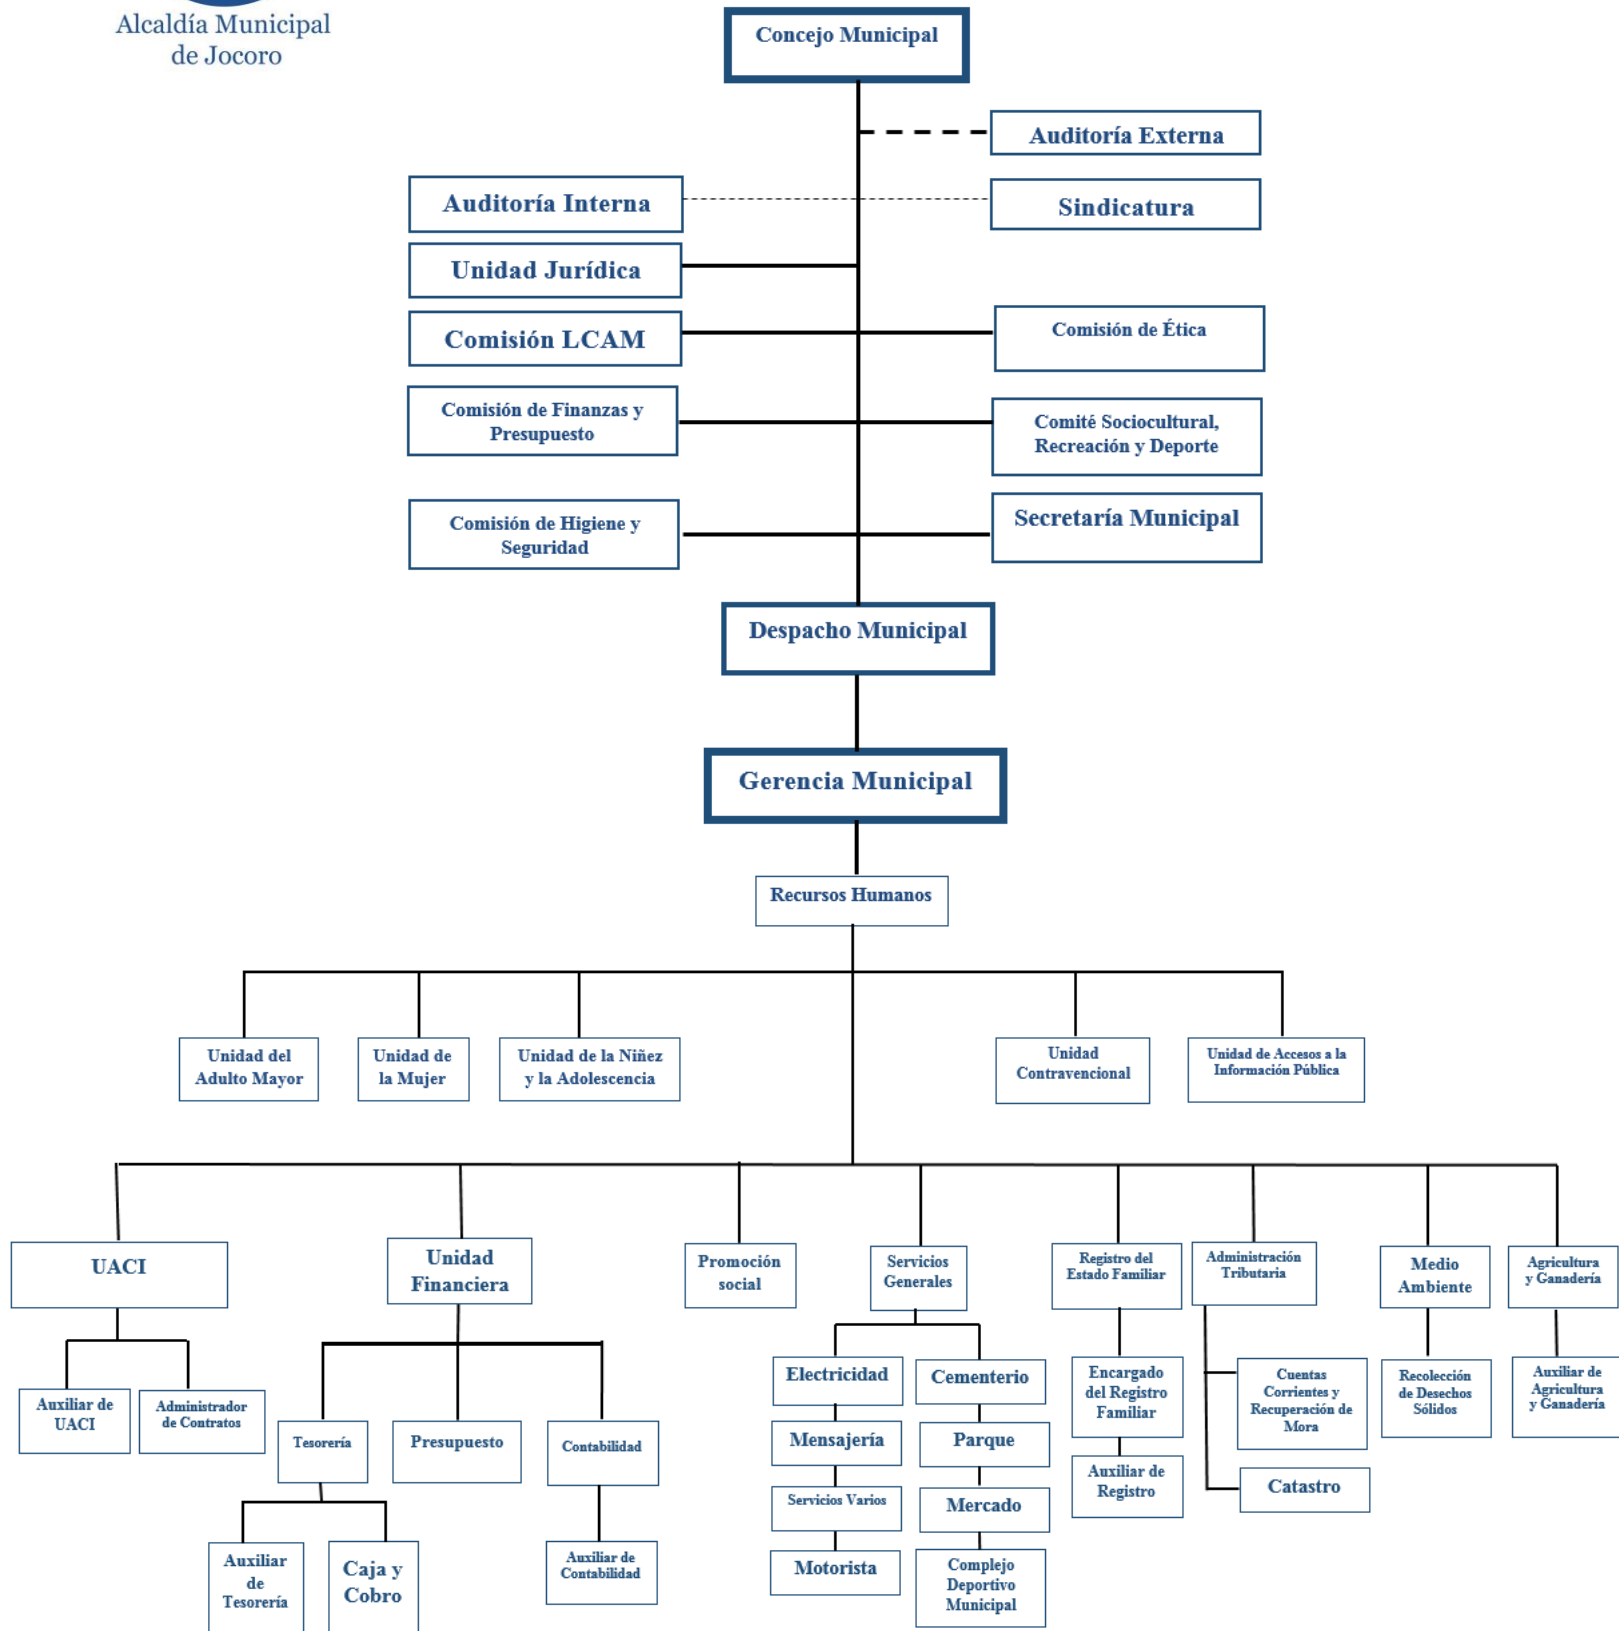 Alcaldía Municipal
de Jocoro
Concejo Municipal
Auditoría Externa
Auditoría Interna
Sindicatura
Unidad Jurídica
Comisión LCAM
Comisión de Ética
Comisión de Finanzas y
Presupuesto
Comité Sociocultural,
Recreación y Deporte
Comisión de Higiene y
Seguridad
Secretaría Municipal
Despacho Municipal
Gerencia Municipal
Recursos Humanos
Unidad del
Adulto Mayor
Unidad de
la Mujer
Unidad de la Niñez
y la Adolescencia
Unidad
Contravencional
Unidad de Accesos a la
Información Pública
UACI
Unidad
Financiera
Promoción
social
Servicios
Generales
Registro del
Estado Familiar
Administración
Tributaria
Medio
Ambiente
Agricultura
y Ganadería
Auxiliar de
UACI
Administrador
de Contratos
Tesorería
Presupuesto
Contabilidad
Auxiliar
de
Tesorería
Caja y
Cobro
Auxiliar de
Contabilidad
Electricidad
Mensajería
Servicios Varios
Motorista
Cementerio
Parque
Mercado
Complejo
Deportivo
Municipal
Encargado
del Registro
Familiar
Auxiliar de
Registro
Cuentas
Corrientes y
Recuperación de
Mora
Catastro
Recolección
de Desechos
Sólidos
Auxiliar de
Agricultura
y Ganadería